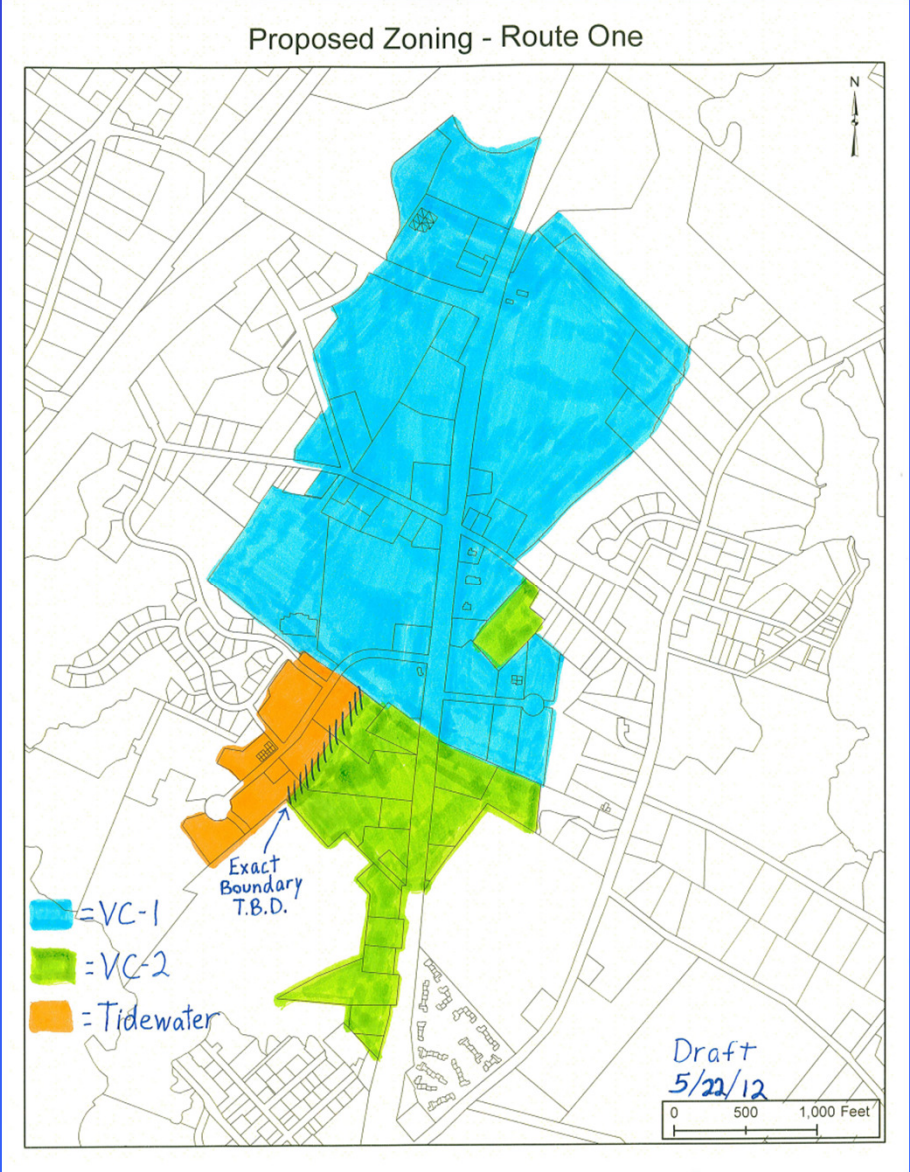 Proposed Zoning - Route One
N
Exact
Boundary
T.B.D.
= VC-1
= VC-2
= Tidewater
Draft
5/22/12
0 500 1,000 Feet